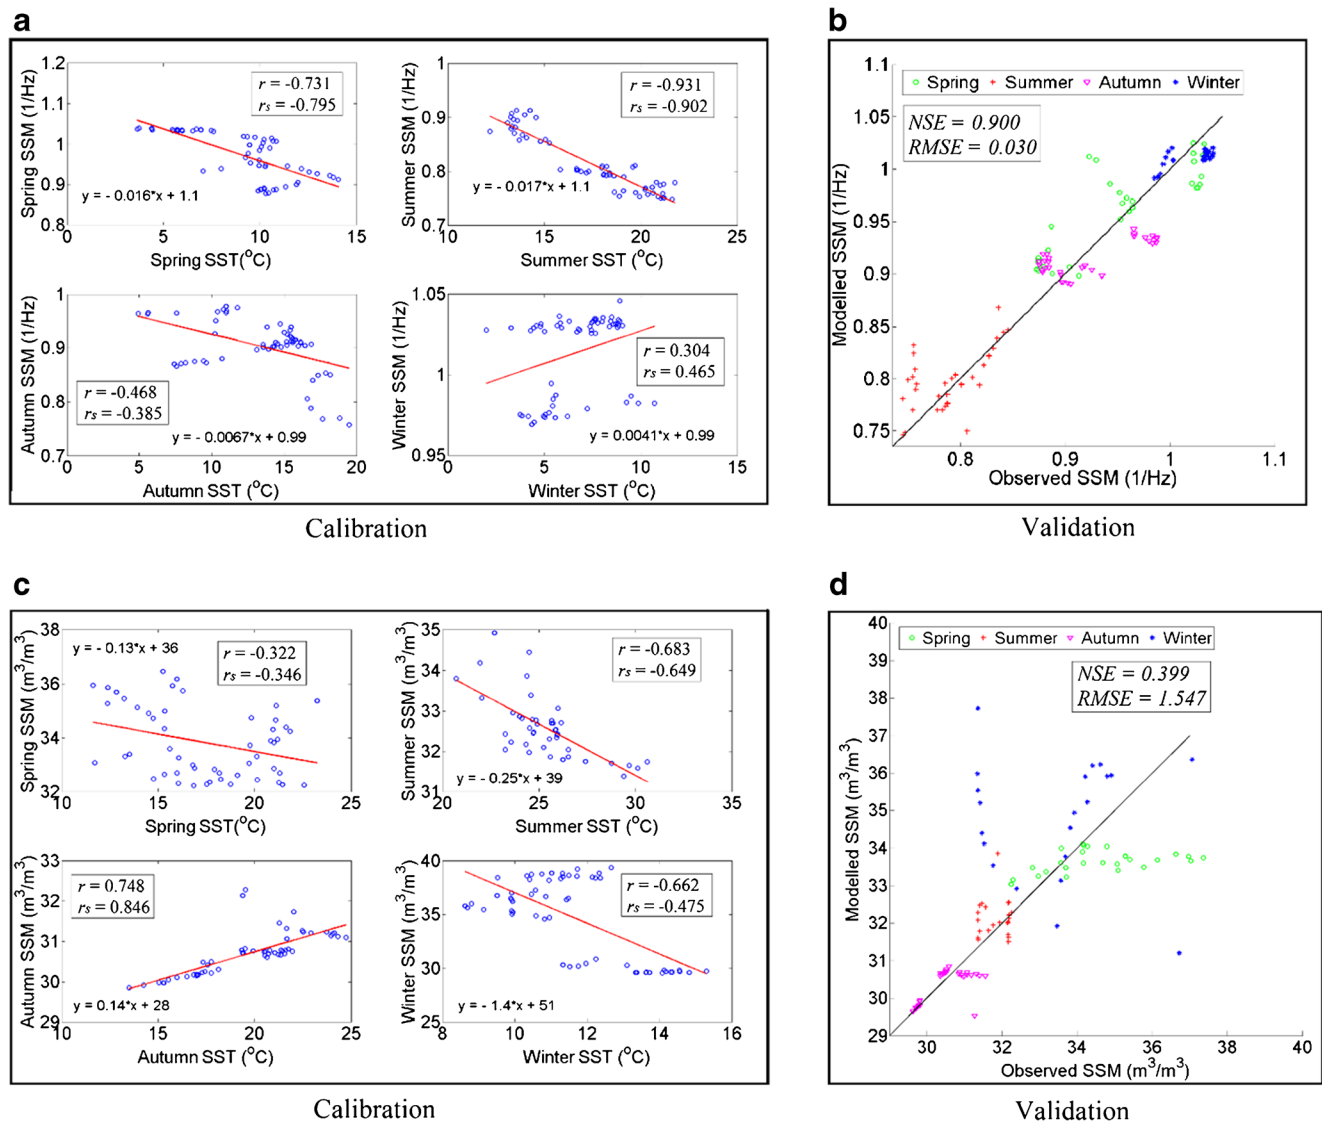 a
1.2
1.1
1
0.9
0.8
0
5
10
15
Spring SSM (1/Hz)
Spring SST(°C)
r = -0.731
rs = -0.795
y = - 0.016*x + 1.1
1
0.9
0.8
0.7
10
15
20
25
Summer SSM (1/Hz)
Summer SST (°C)
r = -0.931
rs = -0.902
y = - 0.017*x + 1.1
1
0.9
0.8
0.7
0
5
10
15
20
Autumn SSM (1/Hz)
Autumn SST (°C)
r = -0.468
rs = -0.385
y = - 0.0067*x + 0.99
1.05
1
0.95
0
5
10
15
Winter SSM (1/Hz)
Winter SST (°C)
r = 0.304
rs = 0.465
y = 0.0041*x + 0.99
Calibration
b
1.1
1.05
1
0.95
0.9
0.85
0.8
0.75
0.8
0.9
1
1.1
Modelled SSM (1/Hz)
Observed SSM (1/Hz)
Spring Summer Autumn Winter
NSE = 0.900
RMSE = 0.030
Validation
c
38
36
34
32
10
15
20
25
Spring SSM (m³/m³)
Spring SST(°C)
y = - 0.13*x + 36
r = -0.322
rs = -0.346
35
34
33
32
31
20
25
30
35
Summer SSM (m³/m³)
Summer SST (°C)
r = -0.683
rs = -0.649
y = - 0.25*x + 39
33
32
31
30
29
10
15
20
25
Autumn SSM (m³/m³)
Autumn SST (°C)
r = 0.748
rs = 0.846
y = 0.14*x + 28
40
35
30
25
8
10
12
14
16
Winter SSM (m³/m³)
Winter SST (°C)
r = -0.662
rs = -0.475
y = - 1.4*x + 51
Calibration
d
40
39
38
37
36
35
34
33
32
31
30
29
30
32
34
36
38
40
Modelled SSM (m³/m³)
Observed SSM (m³/m³)
Spring Summer Autumn Winter
NSE = 0.399
RMSE = 1.547
Validation